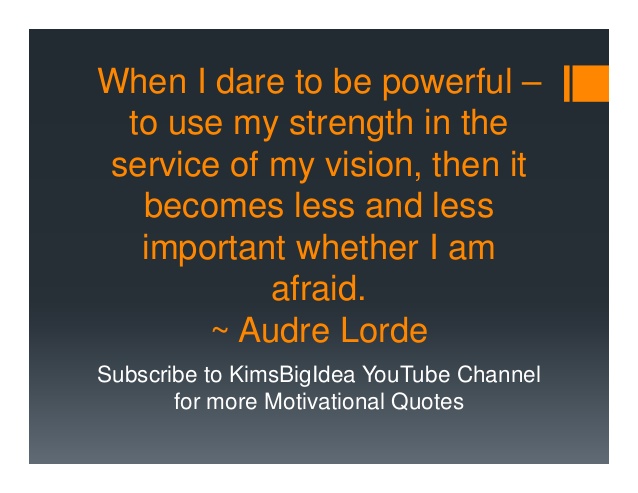 When I dare to be powerful –
to use my strength in the
service of my vision, then it
becomes less and less
important whether I am
afraid.
~ Audre Lorde
Subscribe to KimsBigIdea YouTube Channel
for more Motivational Quotes